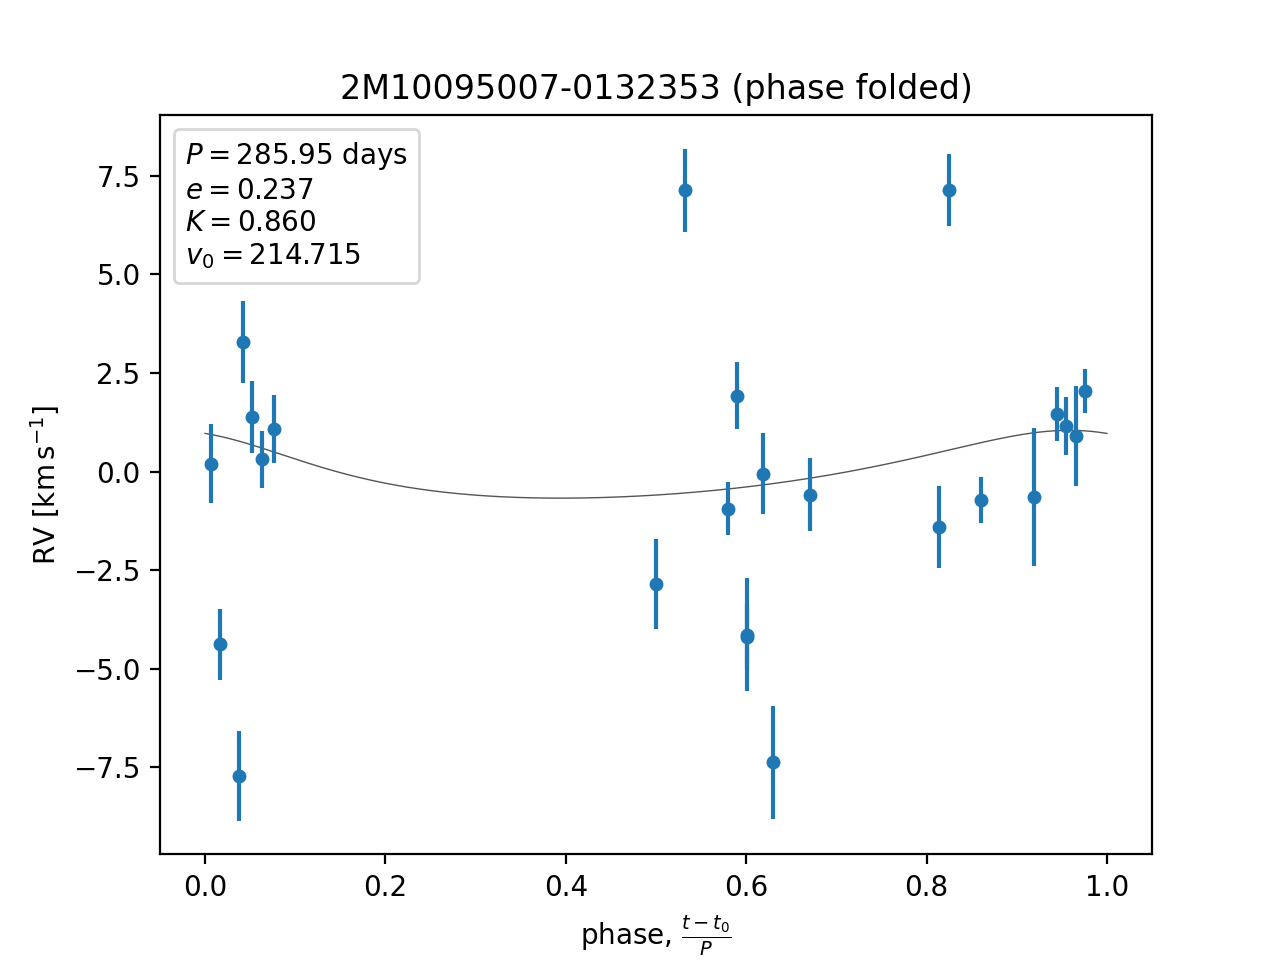 2M10095007-0132353 (phase folded)
P = 285.95 days
e = 0.237
K = 0.860
v₀ = 214.715
7.5
5.0
2.5
0.0
−2.5
−5.0
−7.5
RV [km s⁻¹]
0.0 0.2 0.4 0.6 0.8 1.0
phase, (t − t₀)/P